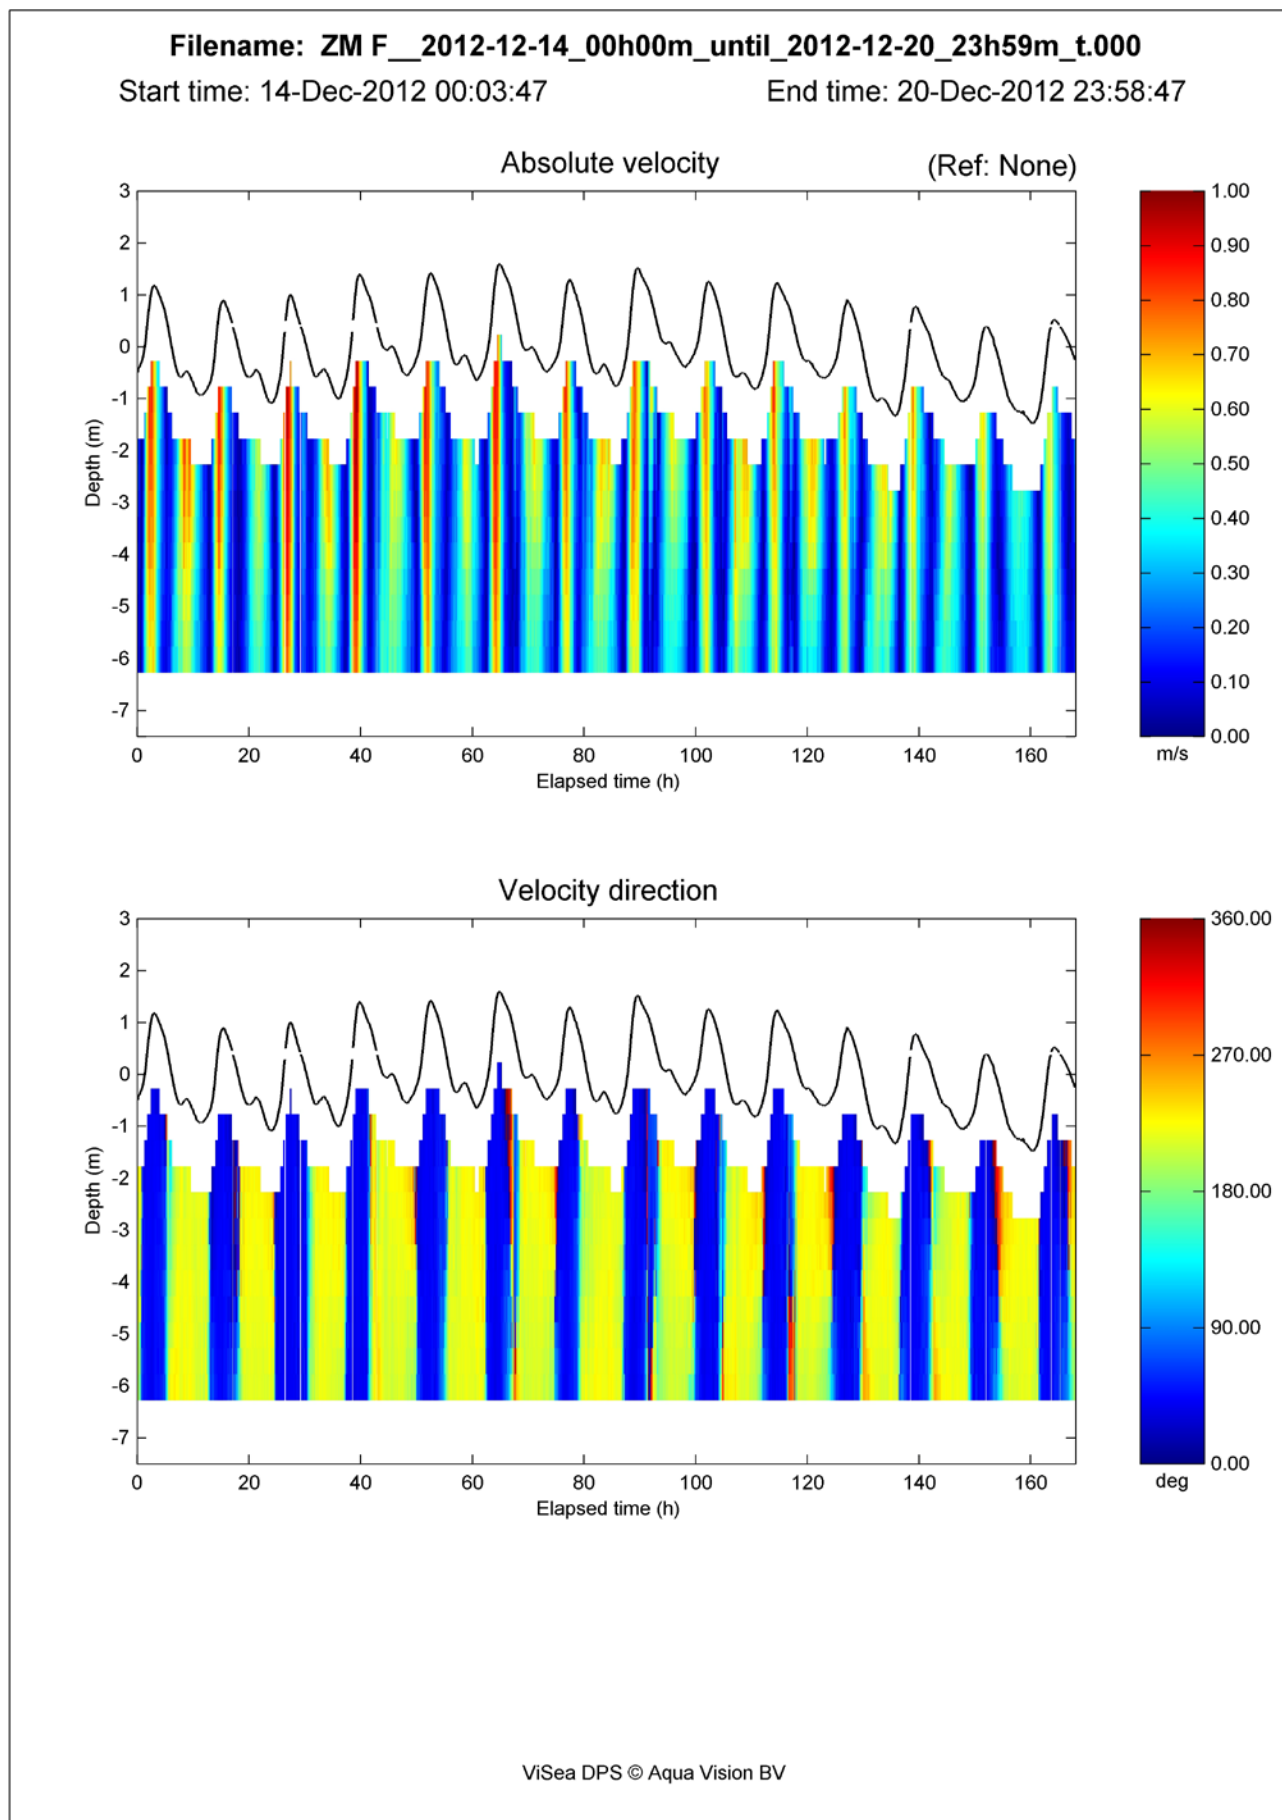 Filename: ZM F__2012-12-14_00h00m_until_2012-12-20_23h59m_t.000
Start time: 14-Dec-2012 00:03:47 End time: 20-Dec-2012 23:58:47
Absolute velocity (Ref: None)
3
2
1
0
-1
-2
-3
-4
-5
-6
-7
Depth (m)
0 20 40 60 80 100 120 140 160
Elapsed time (h)
1.00
0.90
0.80
0.70
0.60
0.50
0.40
0.30
0.20
0.10
0.00
m/s
Velocity direction
3
2
1
0
-1
-2
-3
-4
-5
-6
-7
Depth (m)
0 20 40 60 80 100 120 140 160
Elapsed time (h)
360.00
270.00
180.00
90.00
0.00
deg
ViSea DPS © Aqua Vision BV